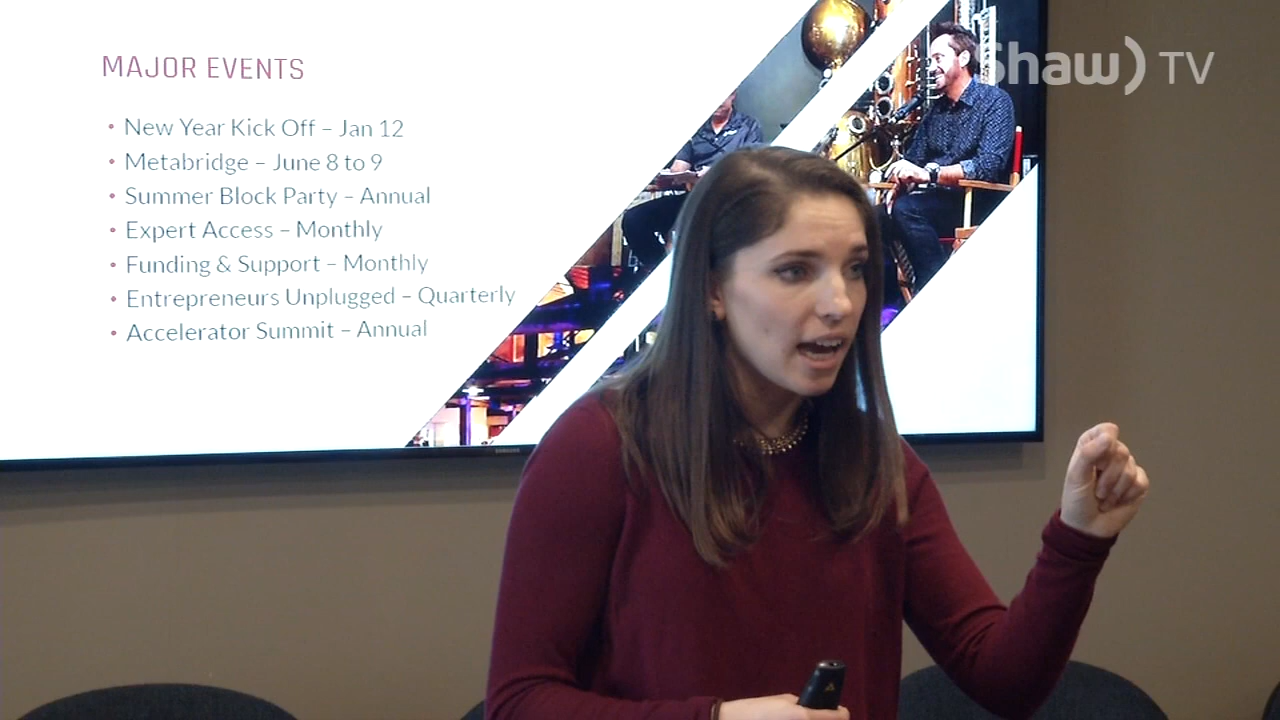 MAJOR EVENTS
Shaw) TV
• New Year Kick Off – Jan 12
• Metabridge – June 8 to 9
• Summer Block Party – Annual
• Expert Access – Monthly
• Funding & Support – Monthly
• Entrepreneurs Unplugged – Quarterly
• Accelerator Summit – Annual
SAMSUNG